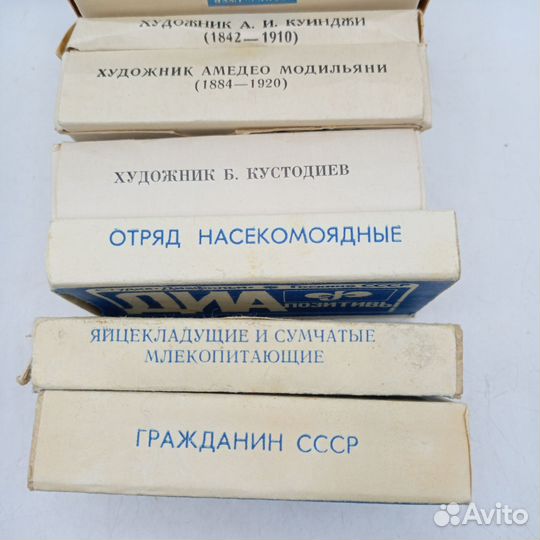 ХУДОЖНИК А. И. КУИНДЖИ
(1842—1910)
ХУДОЖНИК АМЕДЕО МОДИЛЬЯНИ
(1884—1920)
ХУДОЖНИК Б. КУСТОДИЕВ
ОТРЯД НАСЕКОМОЯДНЫЕ
СССР
ДИА
ПОЗИТИВЫ
ЯЙЦЕКЛАДУЩИЕ И СУМЧАТЫЕ
МЛЕКОПИТАЮЩИЕ
ГРАЖДАНИН СССР
Avito